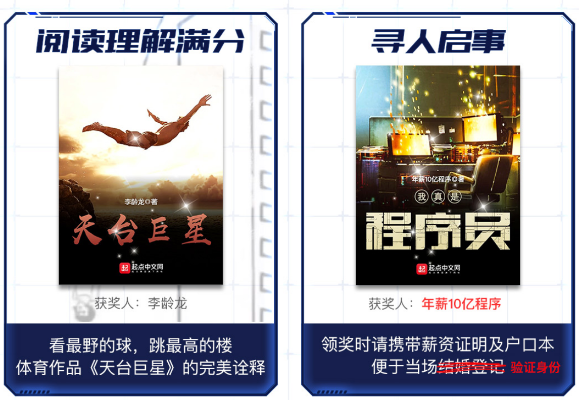 阅读理解满分
李龄龙◎著
天台巨星
起点中文网
获奖人：李龄龙
看最野的球，跳最高的楼
体育作品《天台巨星》的完美诠释
寻人启事
年薪10亿程序◎著
我真是
程序员
起点中文网
获奖人：年薪10亿程序
领奖时请携带薪资证明及户口本
便于当场结婚登记 验证身份